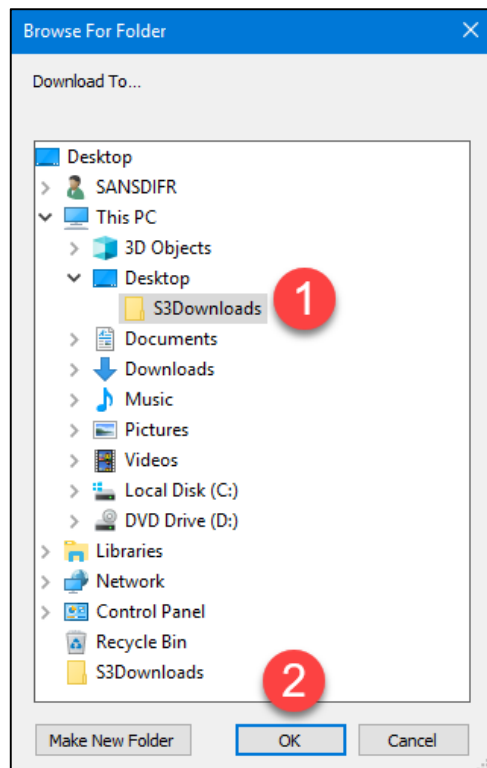 Browse For Folder
Download To...
Desktop
SANSDIFR
This PC
3D Objects
Desktop
S3Downloads
1
Documents
Downloads
Music
Pictures
Videos
Local Disk (C:)
DVD Drive (D:)
Libraries
Network
Control Panel
Recycle Bin
S3Downloads
2
Make New Folder
OK
Cancel